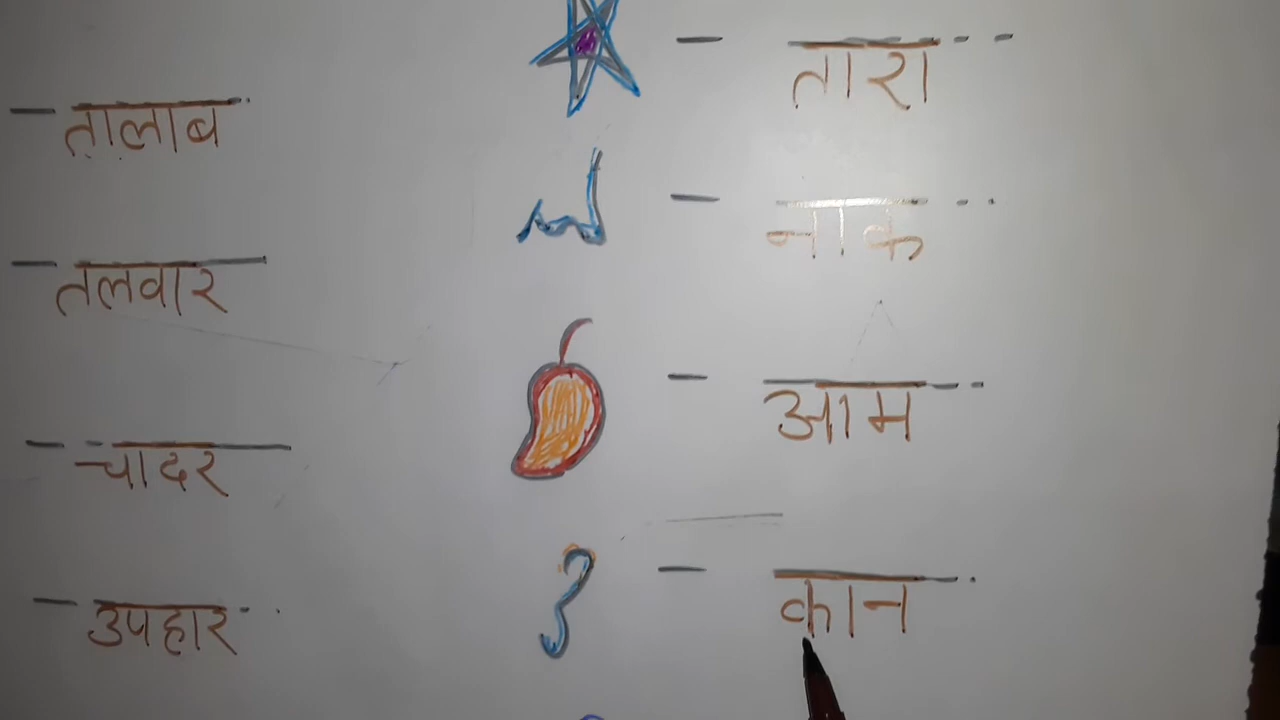 तालाब
तलवार
चादर
उपहार
तारा
नाक
आम
कान